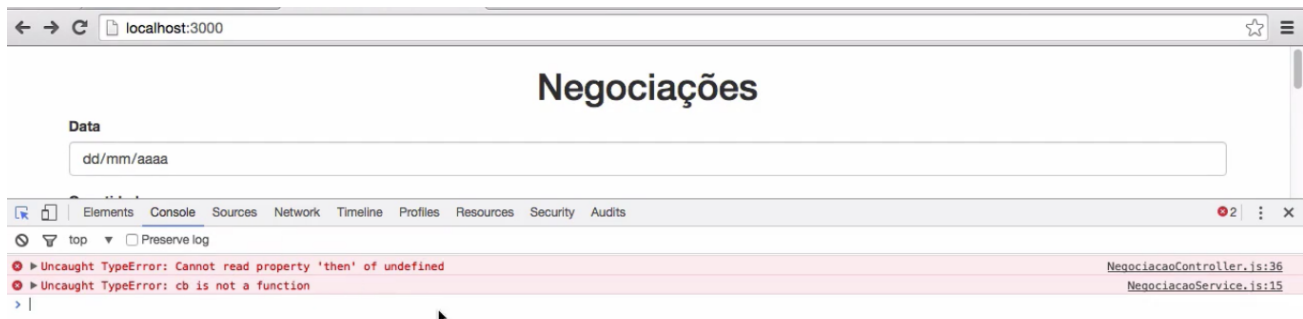 localhost:3000
Negociações
Data
dd/mm/aaaa
Elements Console Sources Network Timeline Profiles Resources Security Audits 2
top Preserve log
Uncaught TypeError: Cannot read property 'then' of undefined NegociacaoController.js:36
Uncaught TypeError: cb is not a function NegociacaoService.js:15